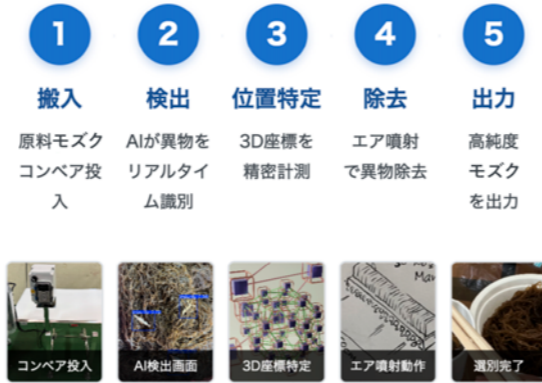 1
2
3
4
5
搬入
検出
位置特定
除去
出力
原料モズク
コンベア投
入
AIが異物を
リアルタイ
ム識別
3D座標を
精密計測
エア噴射
で異物除去
高純度
モズク
を出力
コンベア投入
AI検出画面
3D座標特定
エア噴射動作
選別完了